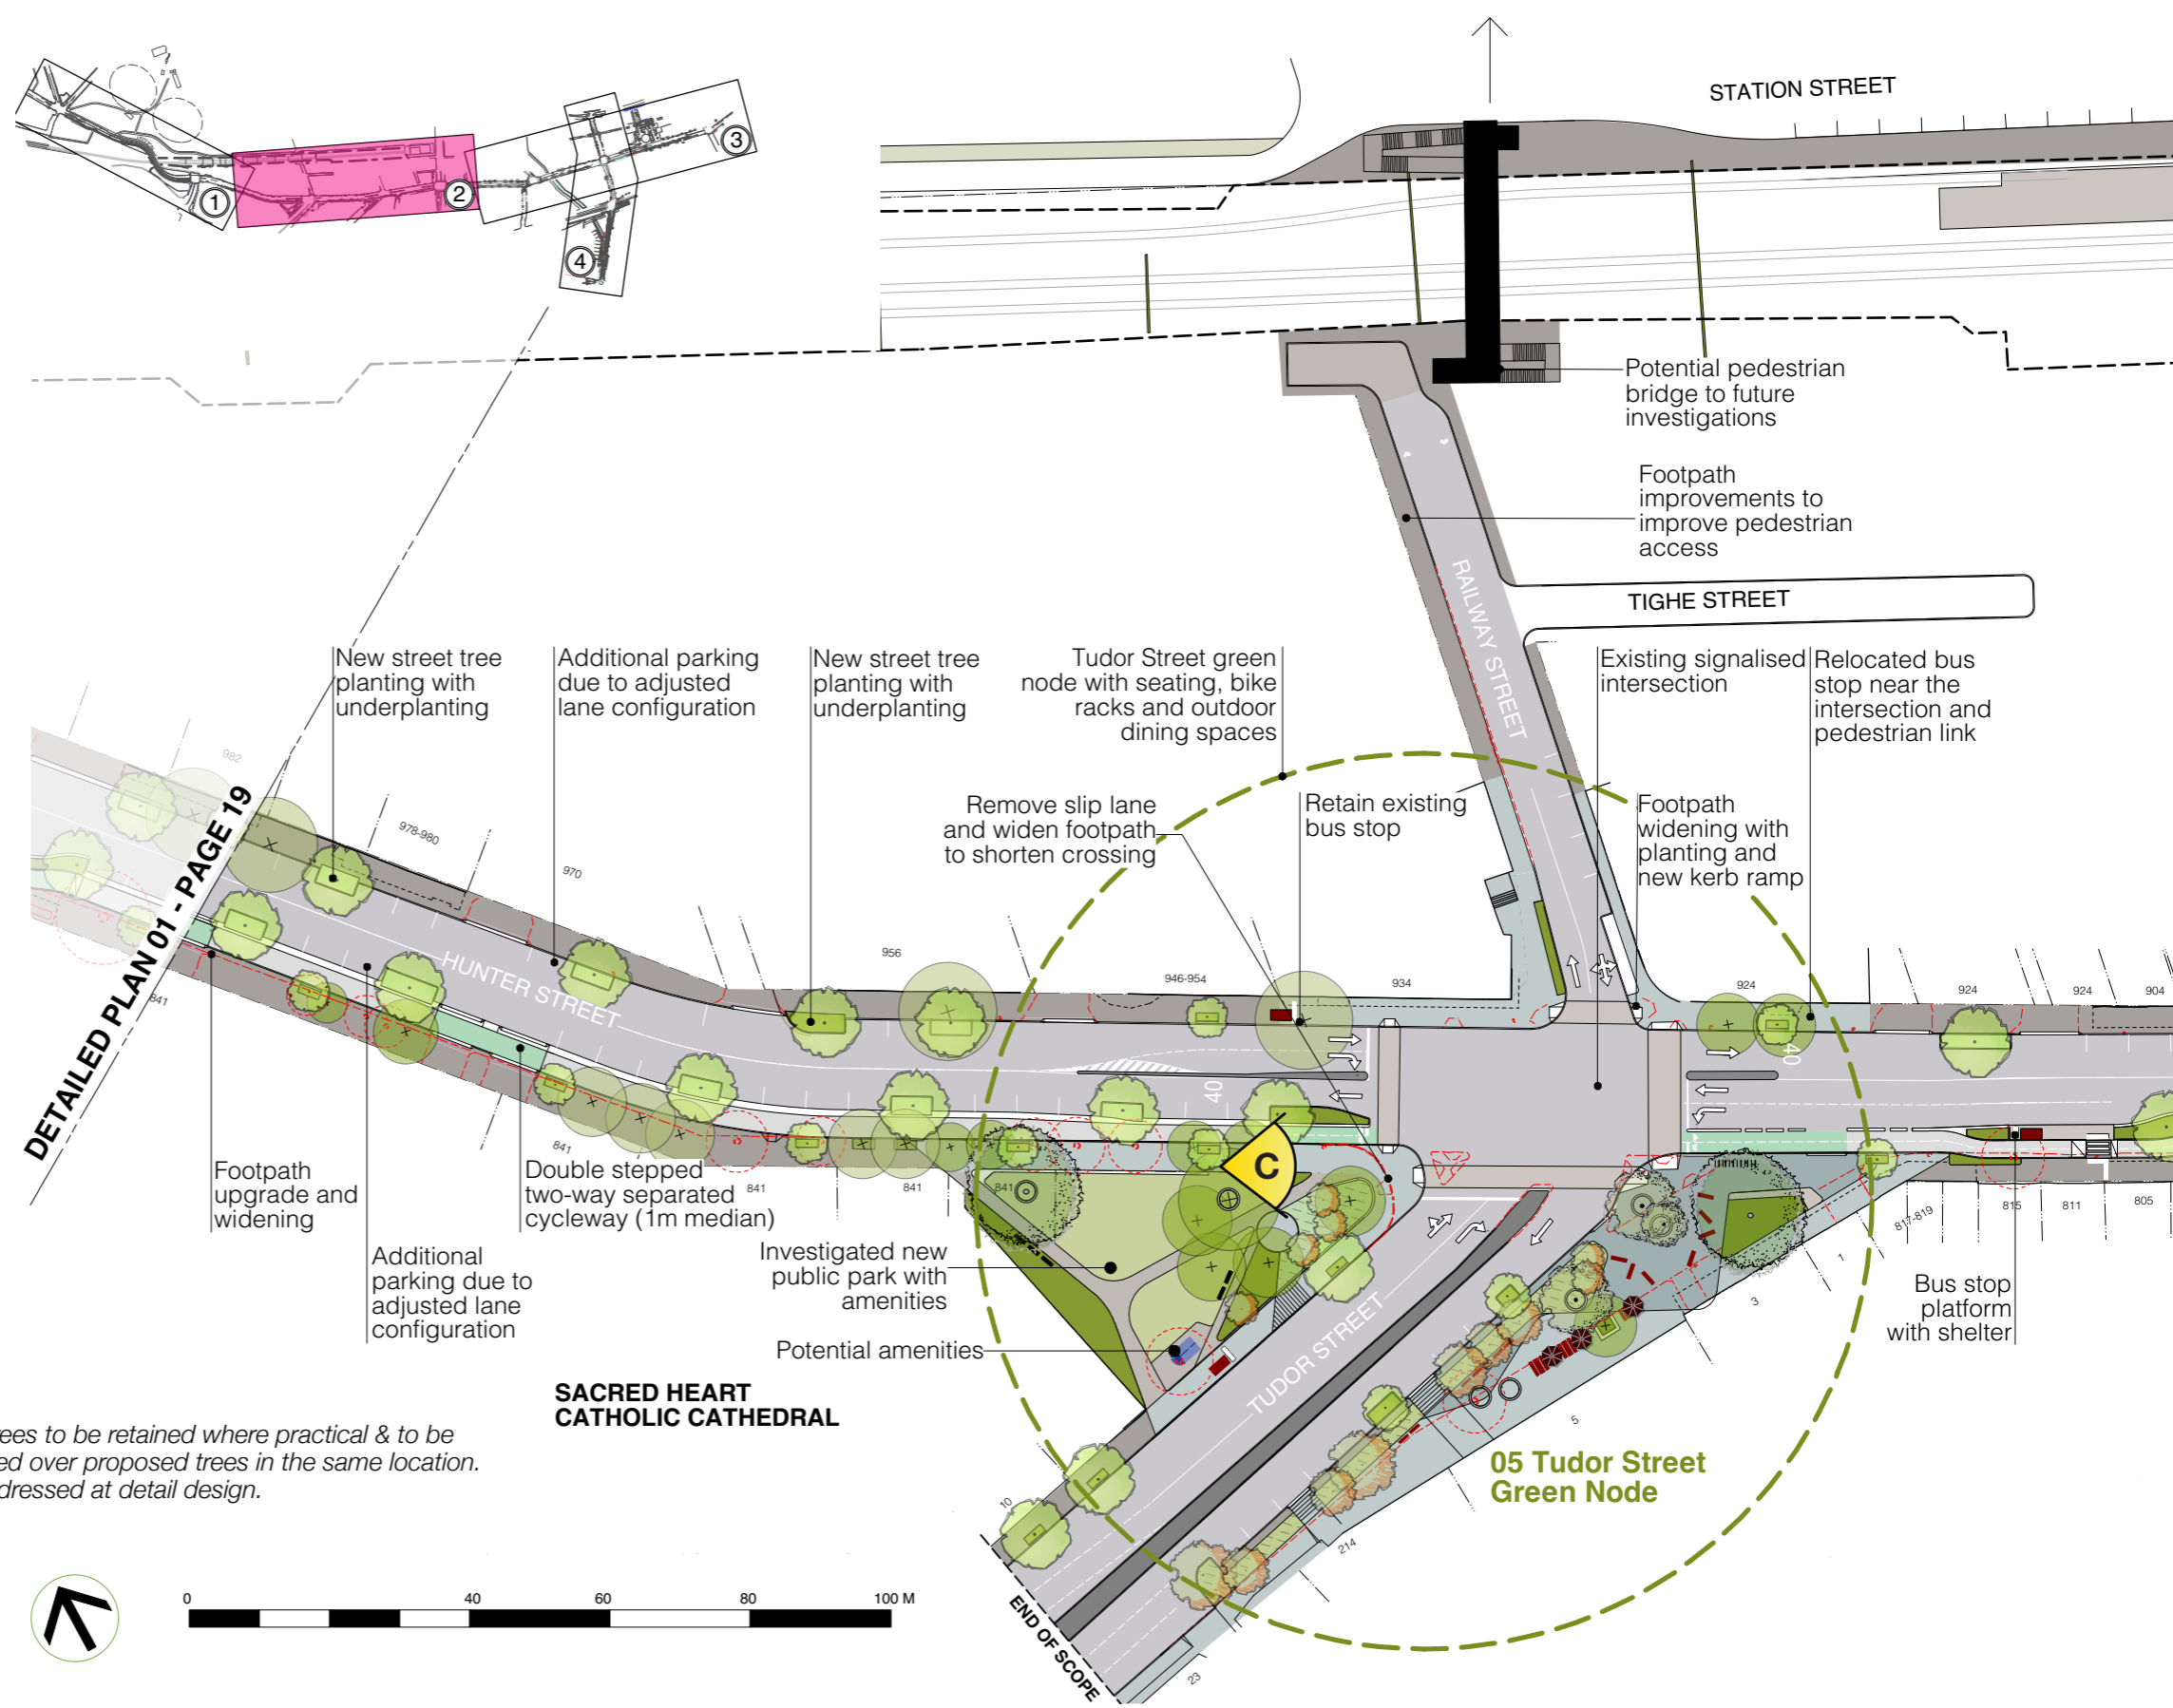 STATION STREET
1
2
3
4
Potential pedestrian
bridge to future
investigations
Footpath
improvements to
improve pedestrian
access
RAILWAY STREET
TIGHE STREET
New street tree
planting with
underplanting
Additional parking
due to adjusted
lane configuration
New street tree
planting with
underplanting
Tudor Street green
node with seating, bike
racks and outdoor
dining spaces
Existing signalised
intersection
Relocated bus
stop near the
intersection and
pedestrian link
Remove slip lane
and widen footpath
to shorten crossing
Retain existing
bus stop
Footpath
widening with
planting and
new kerb ramp
982
978-980
970
956
946-954
934
924
924
924
904
DETAILED PLAN 01 - PAGE 19
HUNTER STREET
40
40
841
841
841
841
841
C
Footpath
upgrade and
widening
Double stepped
two-way separated
cycleway (1m median)
Additional
parking due to
adjusted lane
configuration
Investigated new
public park with
amenities
Potential amenities
817-819
815
811
805
1
3
5
Bus stop
platform
with shelter
TUDOR STREET
SACRED HEART
CATHOLIC CATHEDRAL
05 Tudor Street
Green Node
ees to be retained where practical & to be
ed over proposed trees in the same location.
dressed at detail design.
10
214
23
END OF SCOPE
0 40 60 80 100 M